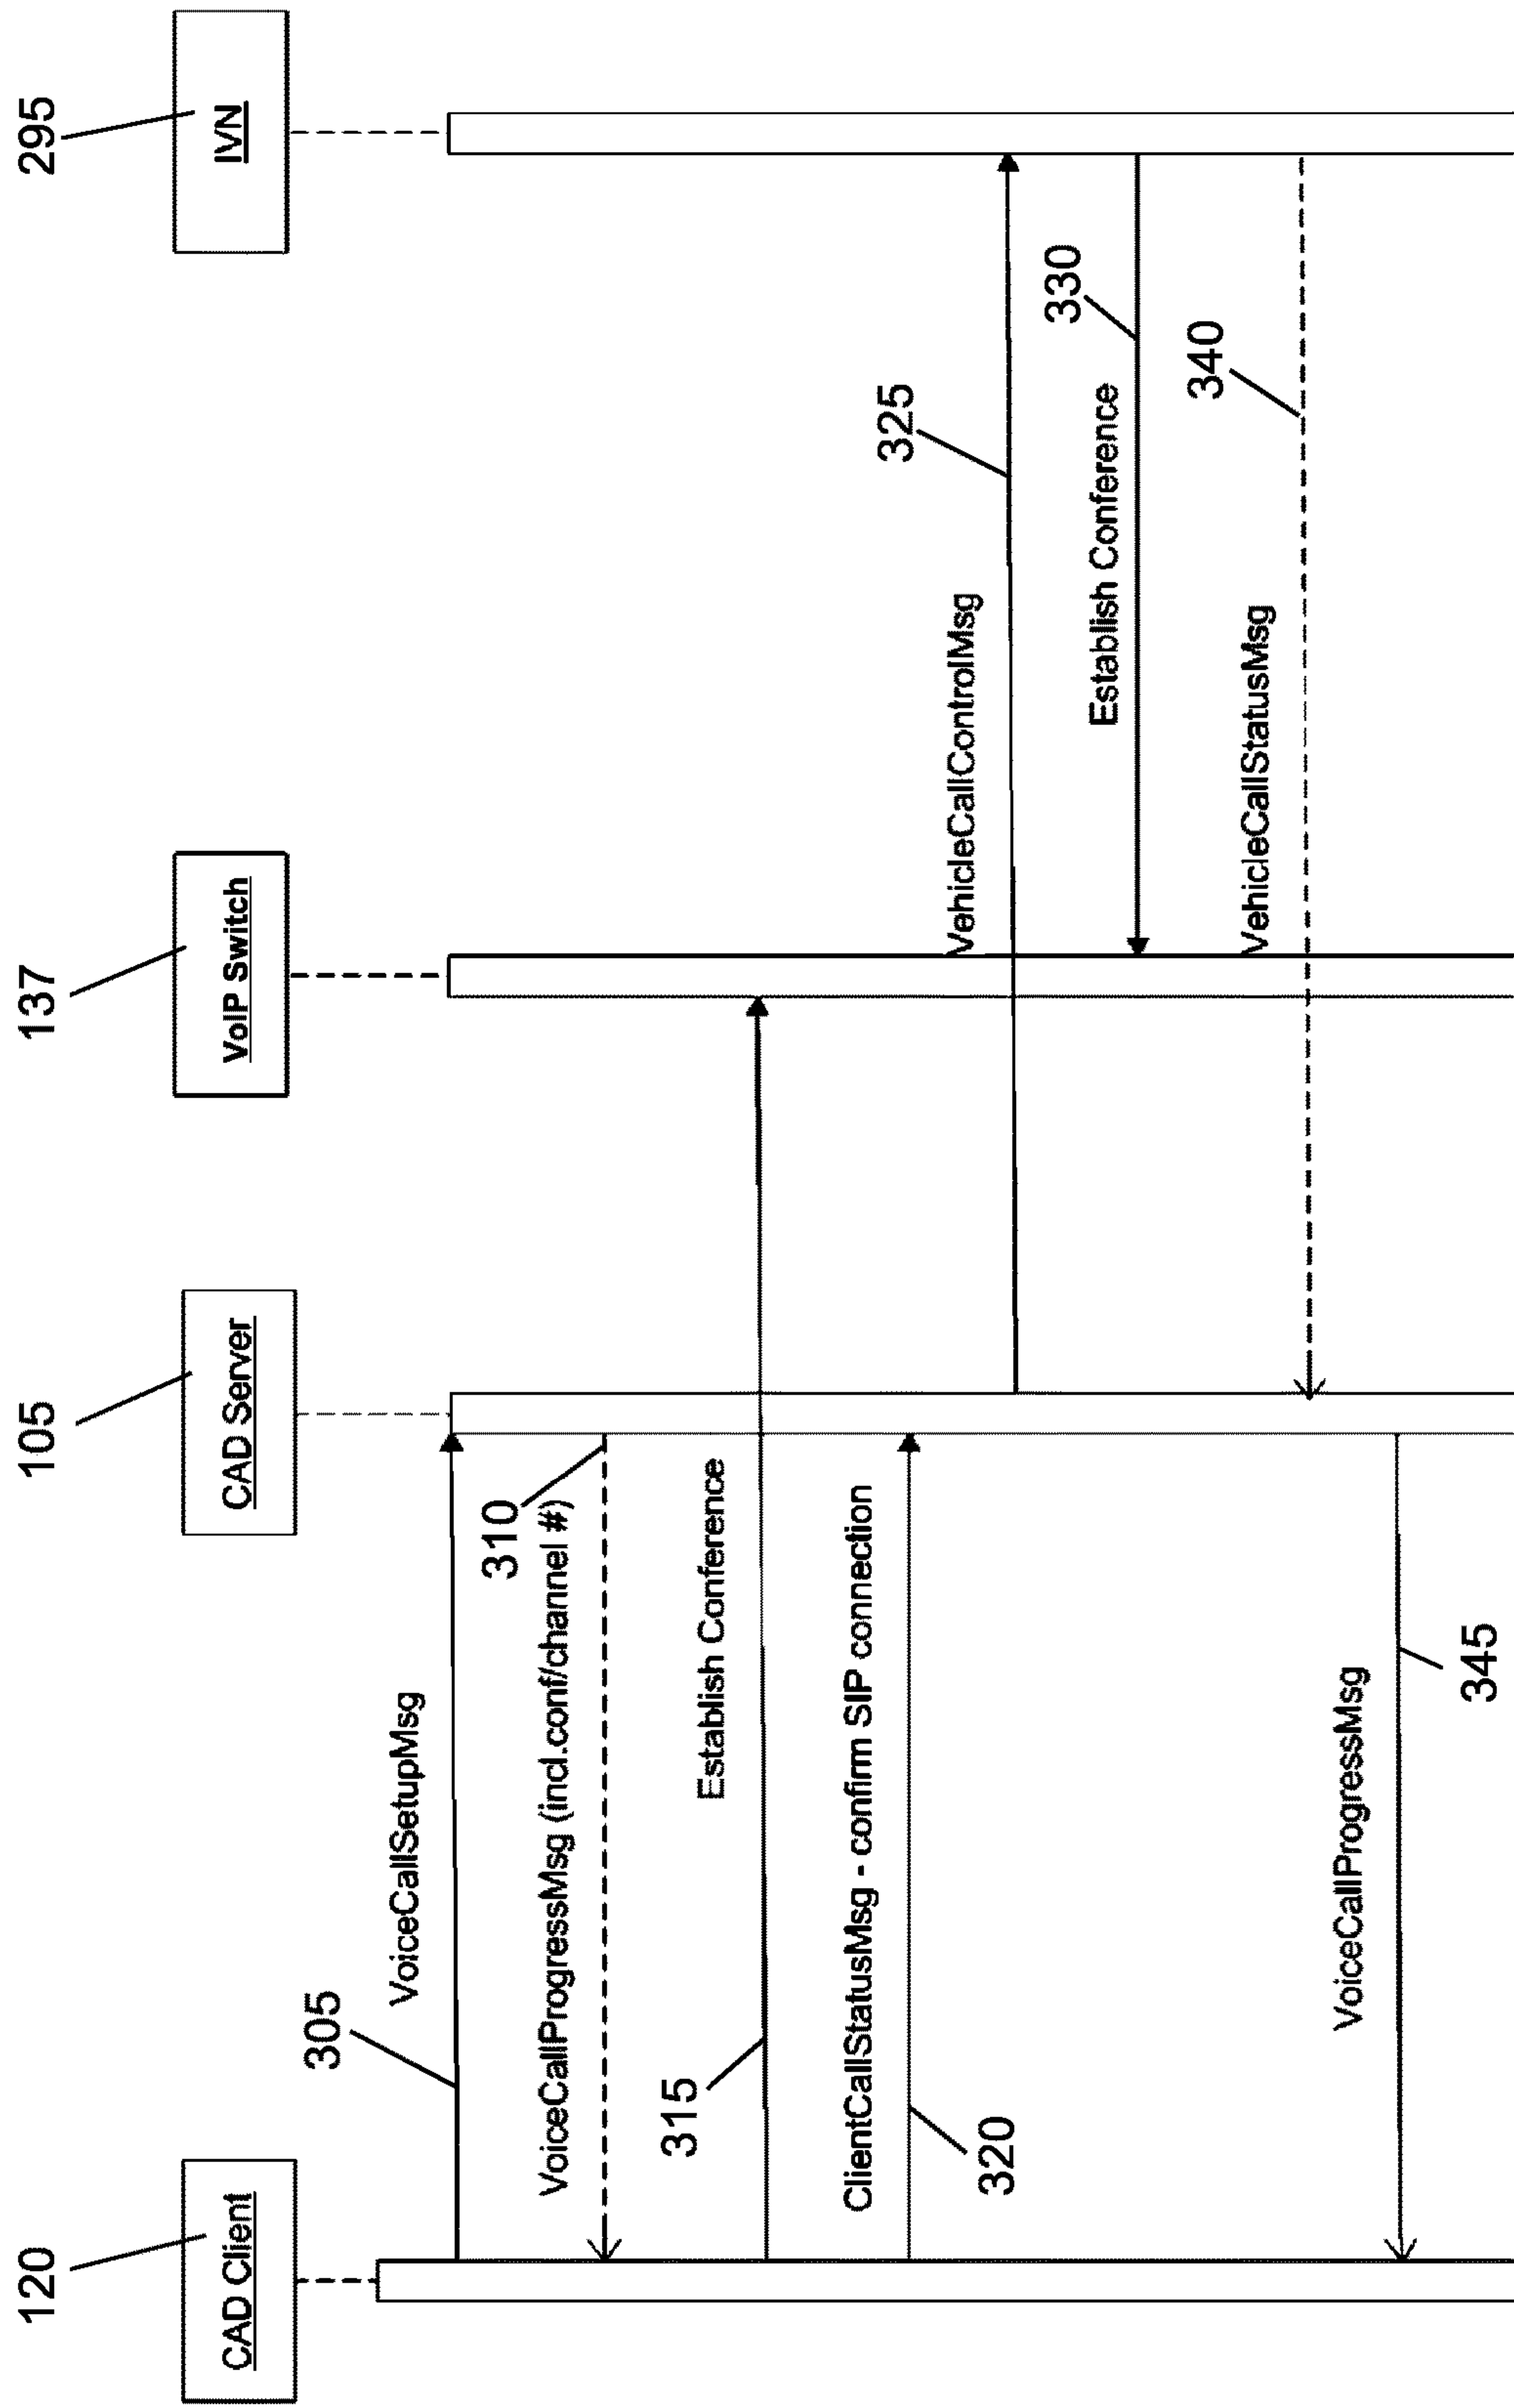 120
105
137
295
CAD Client
CAD Server
VoIP Switch
IVN
305
VoiceCallSetupMsg
310
VoiceCallProgressMsg (incl.conf/channel #)
315
Establish Conference
ClientCallStatusMsg - confirm SIP connection
320
325
VehicleCallControlMsg
330
Establish Conference
340
VehicleCallStatusMsg
VoiceCallProgressMsg
345